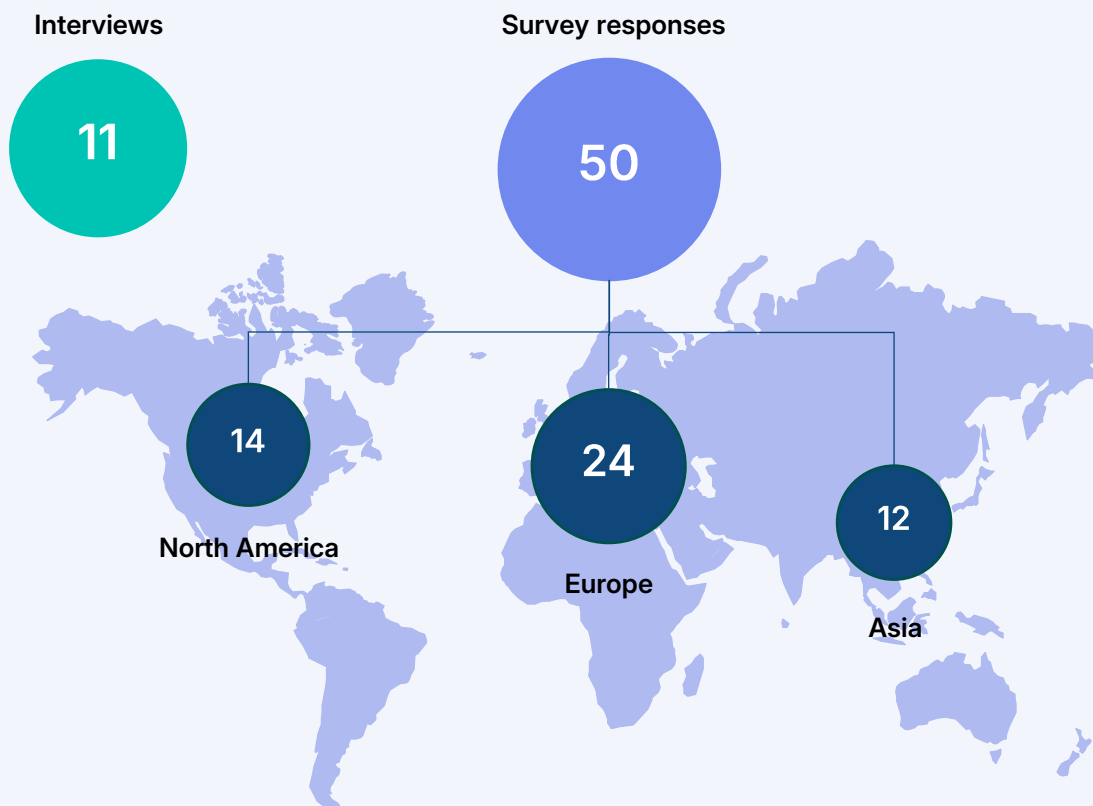 Interviews
Survey responses
11
50
14
24
12
North America
Europe
Asia